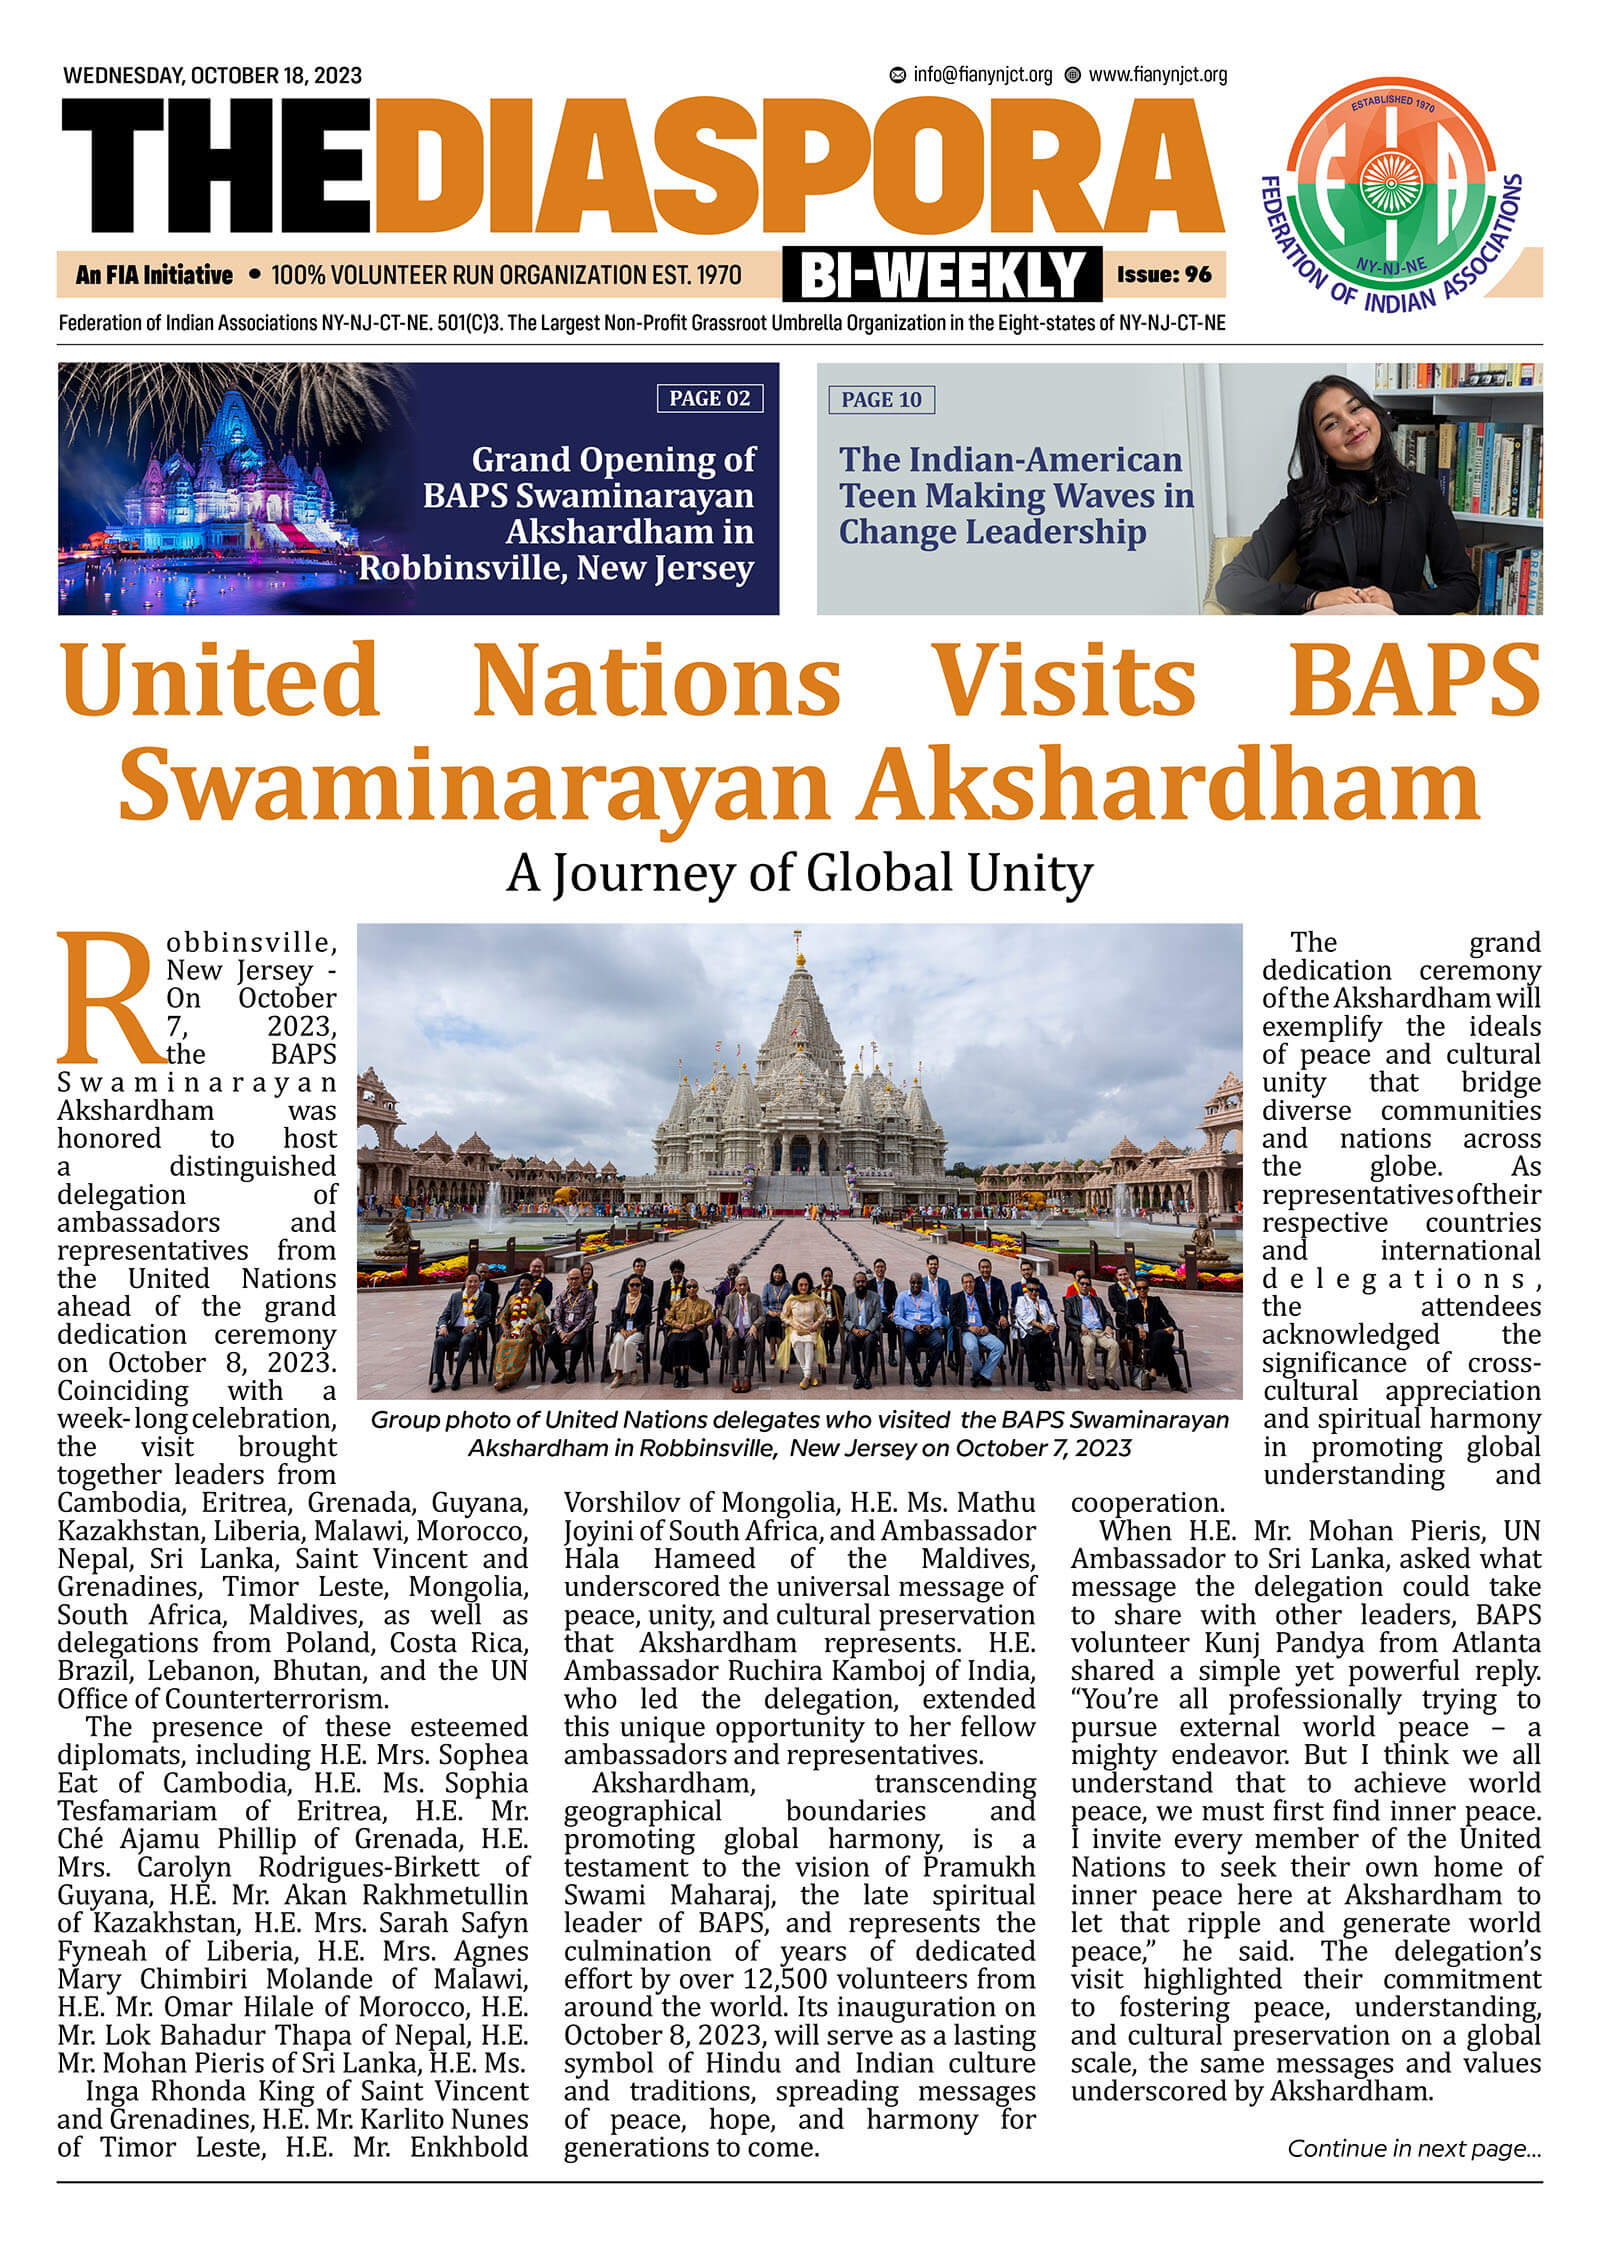 WEDNESDAY, OCTOBER 18, 2023
info@fianynjct.org www.fianynjct.org
THEDIASPORA
An FIA Initiative • 100% VOLUNTEER RUN ORGANIZATION EST. 1970
BI-WEEKLY
Issue: 96
Federation of Indian Associations NY-NJ-CT-NE. 501(C)3. The Largest Non-Profit Grassroot Umbrella Organization in the Eight-states of NY-NJ-CT-NE
ESTABLISHED 1970
FIA
NY-NJ-NE
FEDERATION OF INDIAN ASSOCIATIONS
PAGE 02
Grand Opening of
BAPS Swaminarayan
Akshardham in
Robbinsville, New Jersey
PAGE 10
The Indian-American
Teen Making Waves in
Change Leadership
United Nations Visits BAPS
Swaminarayan Akshardham
A Journey of Global Unity
Robbinsville,
New Jersey -
On October
7, 2023,
the BAPS
Swaminarayan
Akshardham was
honored to host
a distinguished
delegation of
ambassadors and
representatives from
the United Nations
ahead of the grand
dedication ceremony
on October 8, 2023.
Coinciding with a
week- long celebration,
the visit brought
together leaders from
Cambodia, Eritrea, Grenada, Guyana,
Kazakhstan, Liberia, Malawi, Morocco,
Nepal, Sri Lanka, Saint Vincent and
Grenadines, Timor Leste, Mongolia,
South Africa, Maldives, as well as
delegations from Poland, Costa Rica,
Brazil, Lebanon, Bhutan, and the UN
Office of Counterterrorism.
The presence of these esteemed
diplomats, including H.E. Mrs. Sophea
Eat of Cambodia, H.E. Ms. Sophia
Tesfamariam of Eritrea, H.E. Mr.
Ché Ajamu Phillip of Grenada, H.E.
Mrs. Carolyn Rodrigues-Birkett of
Guyana, H.E. Mr. Akan Rakhmetullin
of Kazakhstan, H.E. Mrs. Sarah Safyn
Fyneah of Liberia, H.E. Mrs. Agnes
Mary Chimbiri Molande of Malawi,
H.E. Mr. Omar Hilale of Morocco, H.E.
Mr. Lok Bahadur Thapa of Nepal, H.E.
Mr. Mohan Pieris of Sri Lanka, H.E. Ms.
Inga Rhonda King of Saint Vincent
and Grenadines, H.E. Mr. Karlito Nunes
of Timor Leste, H.E. Mr. Enkhbold
Group photo of United Nations delegates who visited the BAPS Swaminarayan
Akshardham in Robbinsville, New Jersey on October 7, 2023
Vorshilov of Mongolia, H.E. Ms. Mathu
Joyini of South Africa, and Ambassador
Hala Hameed of the Maldives,
underscored the universal message of
peace, unity, and cultural preservation
that Akshardham represents. H.E.
Ambassador Ruchira Kamboj of India,
who led the delegation, extended
this unique opportunity to her fellow
ambassadors and representatives.
Akshardham, transcending
geographical boundaries and
promoting global harmony, is a
testament to the vision of Pramukh
Swami Maharaj, the late spiritual
leader of BAPS, and represents the
culmination of years of dedicated
effort by over 12,500 volunteers from
around the world. Its inauguration on
October 8, 2023, will serve as a lasting
symbol of Hindu and Indian culture
and traditions, spreading messages
of peace, hope, and harmony for
generations to come.
The grand
dedication ceremony
of the Akshardham will
exemplify the ideals
of peace and cultural
unity that bridge
diverse communities
and nations across
the globe. As
representatives of their
respective countries
and international
delegations,
the attendees
acknowledged the
significance of cross-
cultural appreciation
and spiritual harmony
in promoting global
understanding and
cooperation.
When H.E. Mr. Mohan Pieris, UN
Ambassador to Sri Lanka, asked what
message the delegation could take
to share with other leaders, BAPS
volunteer Kunj Pandya from Atlanta
shared a simple yet powerful reply.
“You’re all professionally trying to
pursue external world peace – a
mighty endeavor. But I think we all
understand that to achieve world
peace, we must first find inner peace.
I invite every member of the United
Nations to seek their own home of
inner peace here at Akshardham to
let that ripple and generate world
peace,” he said. The delegation’s
visit highlighted their commitment
to fostering peace, understanding,
and cultural preservation on a global
scale, the same messages and values
underscored by Akshardham.
Continue in next page...